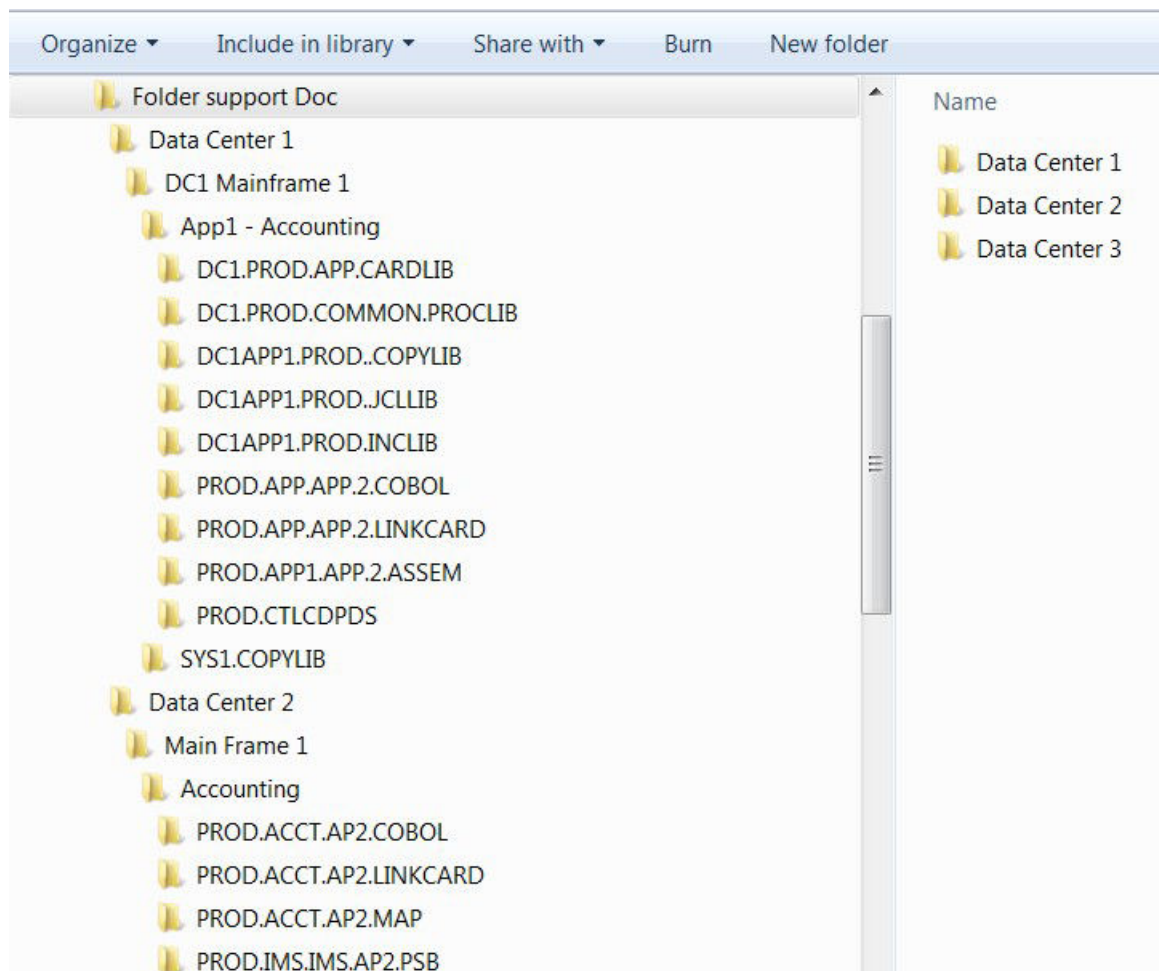 Organize Include in library Share with Burn New folder
Folder support Doc
Data Center 1
DC1 Mainframe 1
App1 - Accounting
DC1.PROD.APP.CARDLIB
DC1.PROD.COMMON.PROCLIB
DC1APP1.PROD..COPYLIB
DC1APP1.PROD..JCLLIB
DC1APP1.PROD.INCLIB
PROD.APP.APP.2.COBOL
PROD.APP.APP.2.LINKCARD
PROD.APP1.APP.2.ASSEM
PROD.CTLCDPDS
SYS1.COPYLIB
Data Center 2
Main Frame 1
Accounting
PROD.ACCT.AP2.COBOL
PROD.ACCT.AP2.LINKCARD
PROD.ACCT.AP2.MAP
PROD.IMS.IMS.AP2.PSB
Name
Data Center 1
Data Center 2
Data Center 3